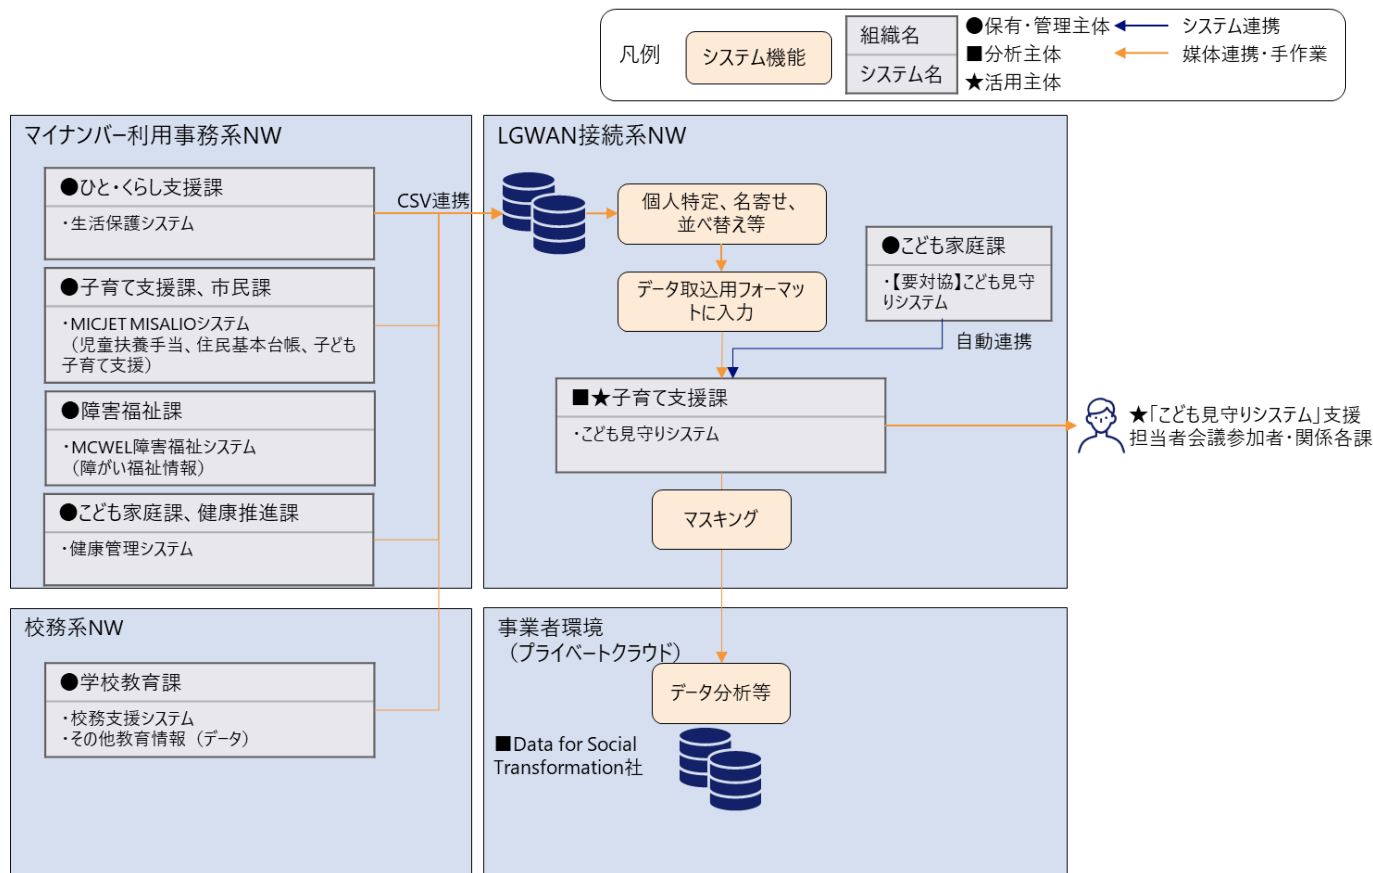 凡例
システム機能
組織名
システム名
●保有・管理主体
■分析主体
★活用主体
システム連携
媒体連携・手作業
マイナンバー利用事務系NW
●ひと・くらし支援課
・生活保護システム
●子育て支援課、市民課
・MICJET MISALIOシステム
（児童扶養手当、住民基本台帳、子ども
子育て支援）
●障害福祉課
・MCWEL障害福祉システム
（障がい福祉情報）
●こども家庭課、健康推進課
・健康管理システム
CSV連携
LGWAN接続系NW
個人特定、名寄せ、
並べ替え等
データ取込用フォーマッ
トに入力
●こども家庭課
・【要対協】こども見守
りシステム
自動連携
■★子育て支援課
・こども見守りシステム
マスキング
★「こども見守りシステム」支援
担当者会議参加者・関係各課
校務系NW
●学校教育課
・校務支援システム
・その他教育情報（データ）
事業者環境
（プライベートクラウド）
データ分析等
■Data for Social
Transformation社